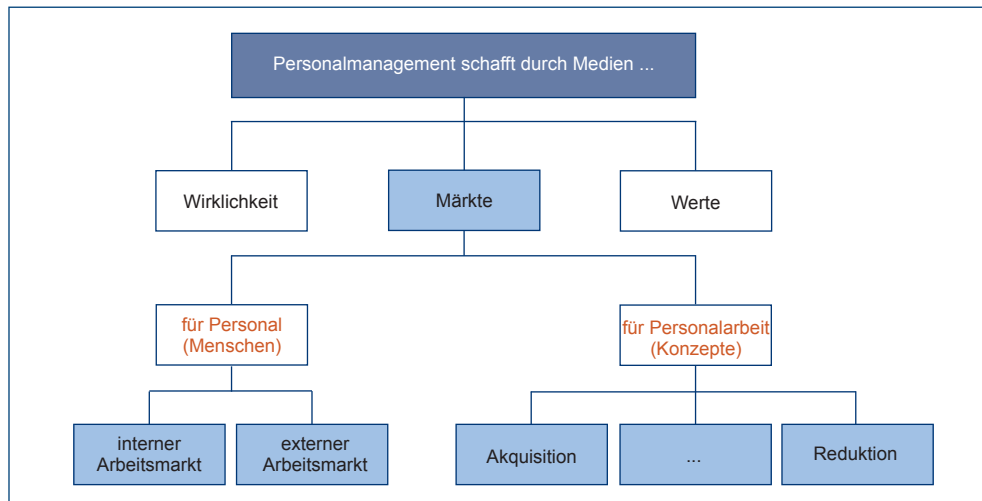 Personalmanagement schafft durch Medien ...
Wirklichkeit
Märkte
Werte
für Personal
(Menschen)
für Personalarbeit
(Konzepte)
interner
Arbeitsmarkt
externer
Arbeitsmarkt
Akquisition
...
Reduktion